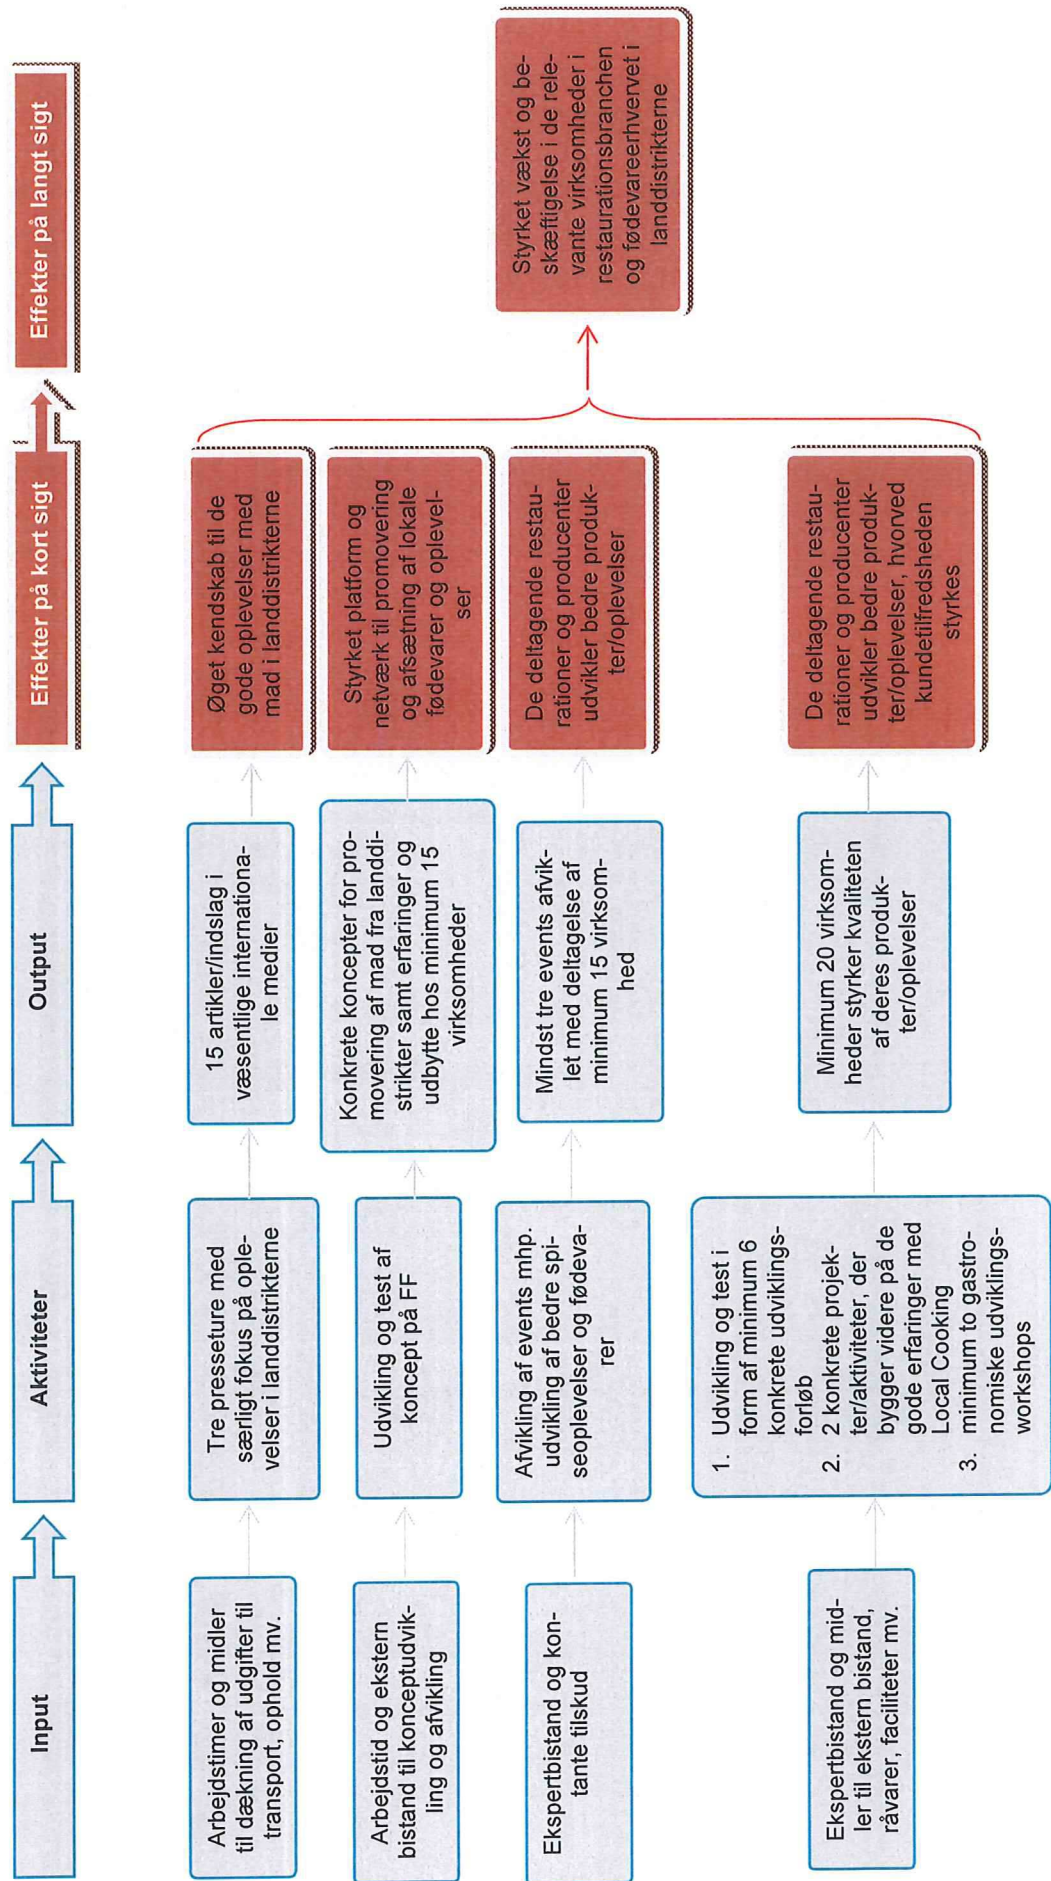 Input
Aktiviteter
Output
Effekter på kort sigt
Effekter på langt sigt
Arbejdstimer og midler
til dækning af udgifter til
transport, ophold mv.
Tre presseture med
særligt fokus på ople-
velser i landdistrikterne
15 artikler/indslag i
væsentlige internationa-
le medier
Øget kendskab til de
gode oplevelser med
mad i landdistrikterne
Arbejdstid og ekstern
bistand til konceptudvik-
ling og afvikling
Udvikling og test af
koncept på FF
Konkrete koncepter for pro-
movering af mad fra landdi-
strikter samt erfaringer og
udbytte hos minimum 15
virksomheder
Styrket platform og
netværk til promovering
og afsætning af lokale
fødevarer og oplevel-
ser
Ekspertbistand og kon-
tante tilskud
Afvikling af events mhp.
udvikling af bedre spi-
seoplevelser og fødeva-
rer
Mindst tre events afvik-
let med deltagelse af
minimum 15 virksom-
hed
De deltagende restau-
rationer og producenter
udvikler bedre produk-
ter/oplevelser
Ekspertbistand og mid-
ler til ekstern bistand,
råvarer, faciliteter mv.
1. Udvikling og test i
form af minimum 6
konkrete udviklings-
forløb
2. 2 konkrete projek-
ter/aktiviteter, der
bygger videre på de
gode erfaringer med
Local Cooking
3. minimum to gastro-
nomiske udviklings-
workshops
Minimum 20 virksom-
heder styrker kvaliteten
af deres produk-
ter/oplevelser
De deltagende restau-
rationer og producenter
udvikler bedre produk-
ter/oplevelser, hvorved
kundetilfredsheden
styrkes
Styrket vækst og be-
skæftigelse i de rele-
vante virksomheder i
restaurationsbranchen
og fødevareerhvervet i
landdistrikterne